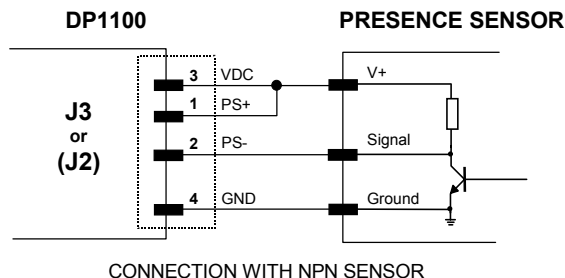 DP1100 PRESENCE SENSOR
3 VDC V+
1 PS+
J3
or
(J2)
2 PS- Signal
4 GND Ground
CONNECTION WITH NPN SENSOR